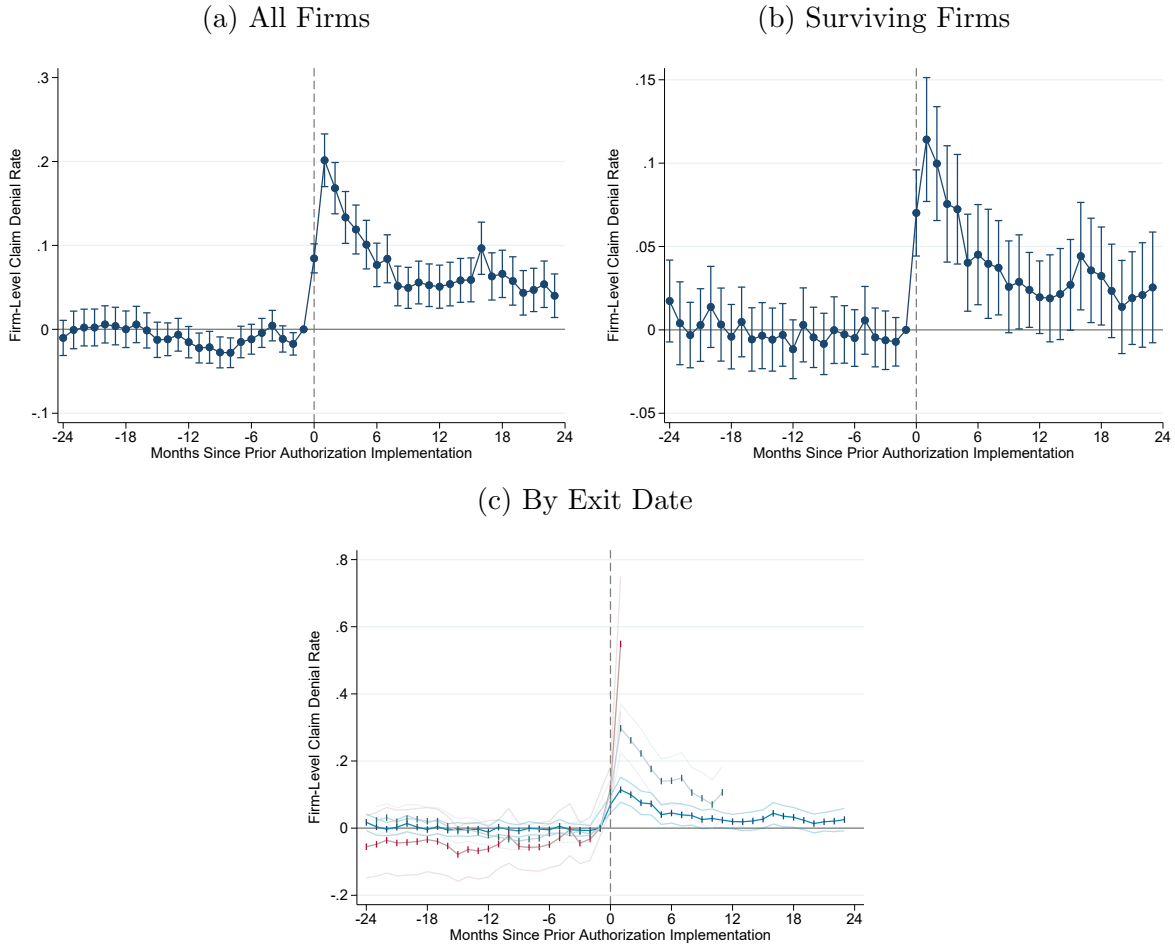 (a) All Firms
Firm-Level Claim Denial Rate
.3
.2
.1
0
-.1
-24 -18 -12 -6 0 6 12 18 24
Months Since Prior Authorization Implementation
(b) Surviving Firms
Firm-Level Claim Denial Rate
.15
.1
.05
0
-.05
-24 -18 -12 -6 0 6 12 18 24
Months Since Prior Authorization Implementation
(c) By Exit Date
Firm-Level Claim Denial Rate
.8
.6
.4
.2
0
-.2
-24 -18 -12 -6 0 6 12 18 24
Months Since Prior Authorization Implementation